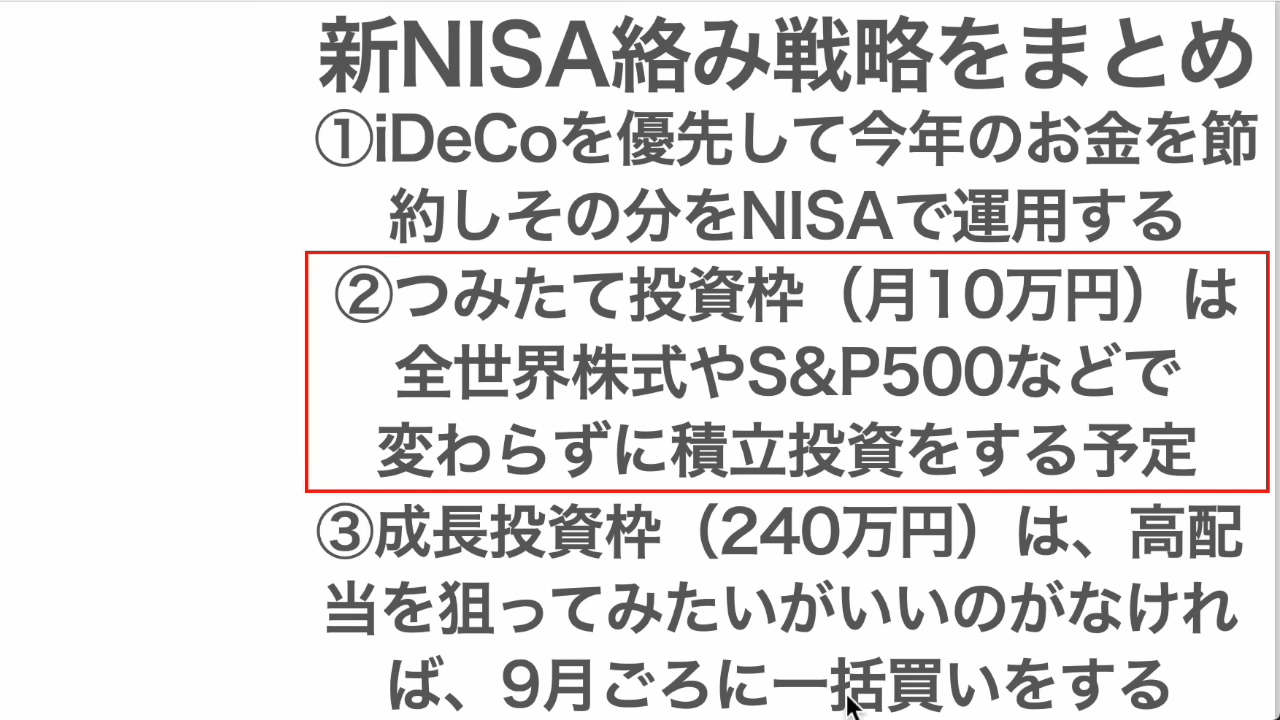 新NISA絡み戦略をまとめ
①iDeCoを優先して今年のお金を節
約しその分をNISAで運用する
②つみたて投資枠（月10万円）は
全世界株式やS&P500などで
変わらずに積立投資をする予定
③成長投資枠（240万円）は、高配
当を狙ってみたいがいいのがなけれ
ば、9月ごろに一括買いをする